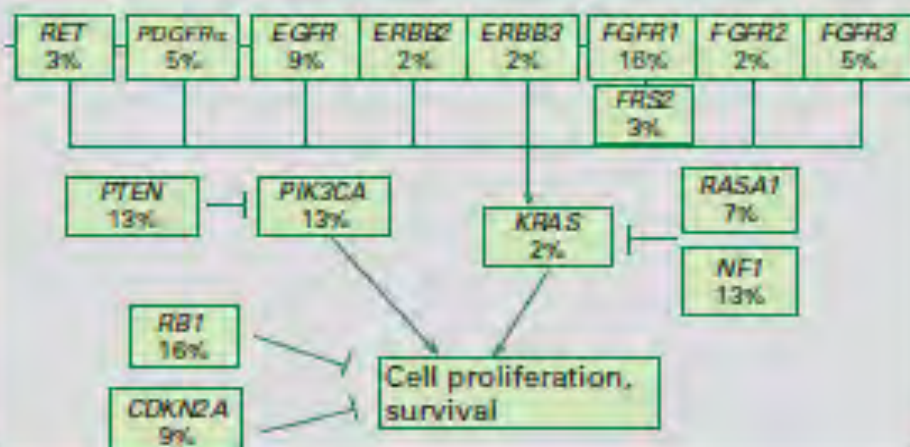 RET PDGFRα EGFR ERBB2 ERBB3 FGFR1 FGFR2 FGFR3
3% 5% 9% 2% 2% 16% 2% 5%
FRS2
3%
PTEN
13%
PIK3CA
13%
KRAS
2%
RASA1
7%
NF1
13%
RB1
16%
CDKN2A
9%
Cell proliferation,
survival